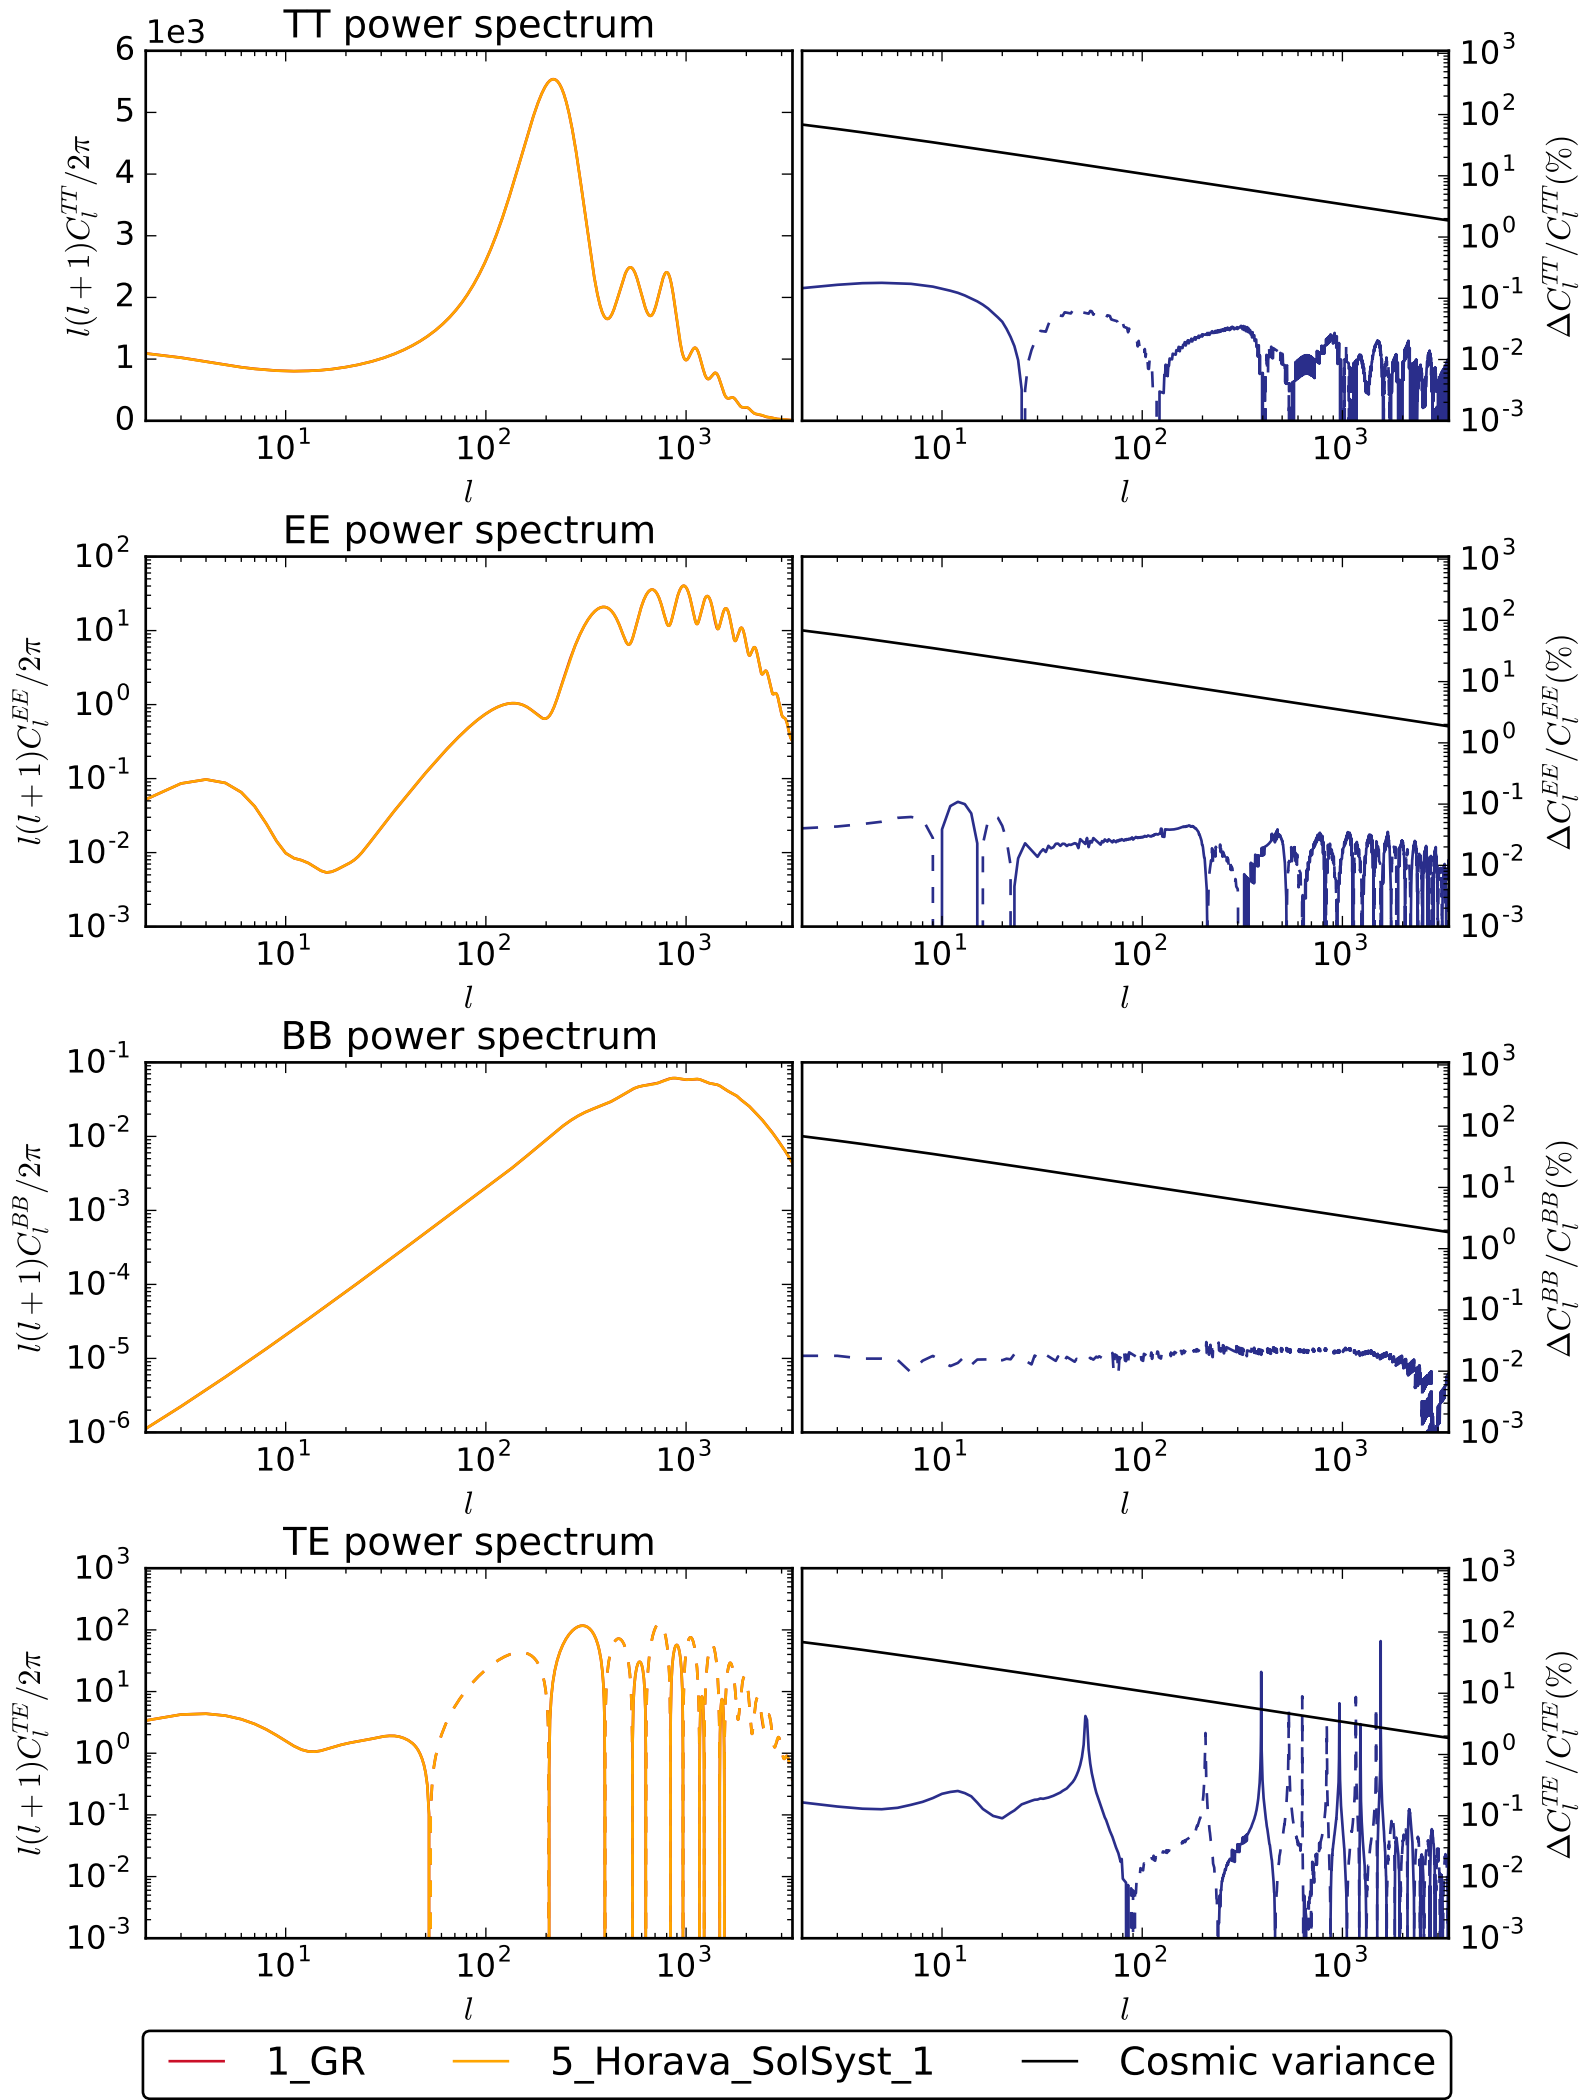 TT power spectrum
1e3
6
5
4
3
2
1
0
l(l+1)C_l^{TT}/2π
10^1 10^2 10^3
l
10^3
10^2
10^1
10^0
10^-1
10^-2
10^-3
ΔC_l^{TT}/C_l^{TT}(%)
10^1 10^2 10^3
l
EE power spectrum
10^2
10^1
10^0
10^-1
10^-2
10^-3
l(l+1)C_l^{EE}/2π
10^1 10^2 10^3
l
10^3
10^2
10^1
10^0
10^-1
10^-2
10^-3
ΔC_l^{EE}/C_l^{EE}(%)
10^1 10^2 10^3
l
BB power spectrum
10^-1
10^-2
10^-3
10^-4
10^-5
10^-6
l(l+1)C_l^{BB}/2π
10^1 10^2 10^3
l
10^3
10^2
10^1
10^0
10^-1
10^-2
10^-3
ΔC_l^{BB}/C_l^{BB}(%)
10^1 10^2 10^3
l
TE power spectrum
10^3
10^2
10^1
10^0
10^-1
10^-2
10^-3
l(l+1)C_l^{TE}/2π
10^1 10^2 10^3
l
10^3
10^2
10^1
10^0
10^-1
10^-2
10^-3
ΔC_l^{TE}/C_l^{TE}(%)
10^1 10^2 10^3
l
1_GR 5_Horava_SolSyst_1 Cosmic variance